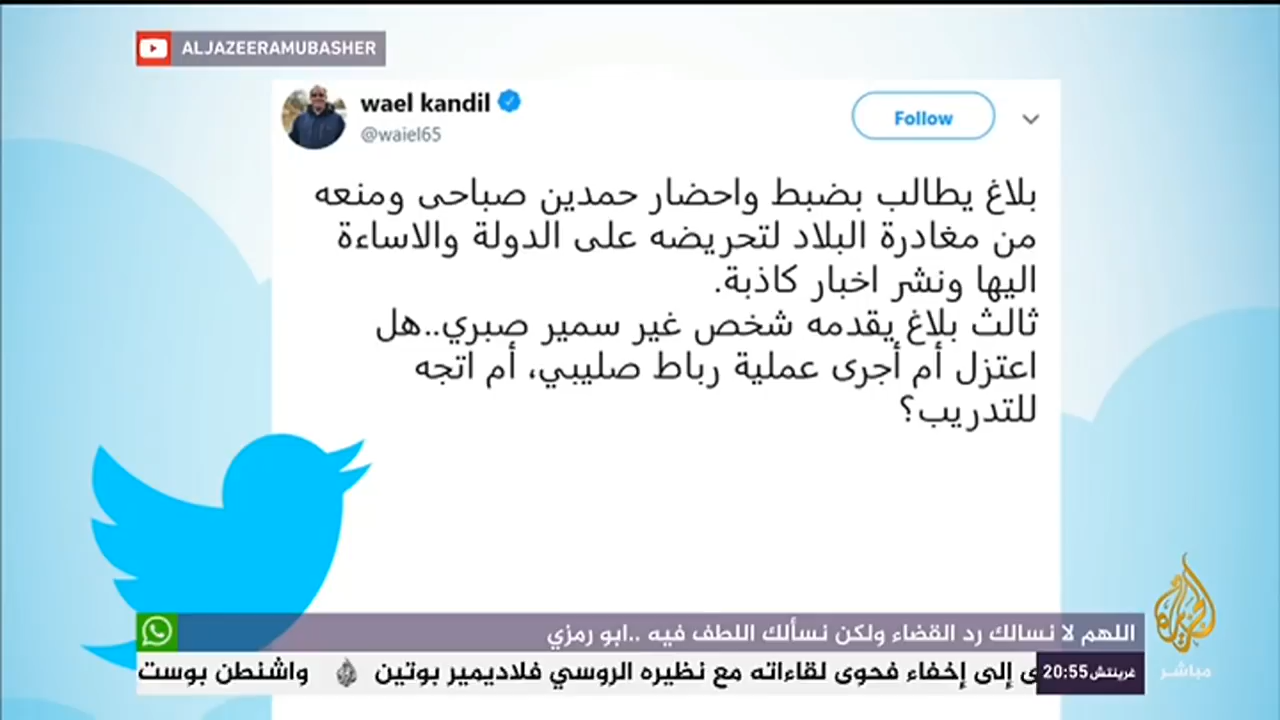 ALJAZEERAMUBASHER
wael kandil
@waiel65
Follow
بلاغ يطالب بضبط واحضار حمدين صباحى ومنعه
من مغادرة البلاد لتحريضه على الدولة والاساءة
اليها ونشر اخبار كاذبة.
ثالث بلاغ يقدمه شخص غير سمير صبري..هل
اعتزل أم أجرى عملية رباط صليبي، أم اتجه
للتدريب؟
اللهم لا نسالك رد القضاء ولكن نسألك اللطف فيه ..ابو رمزي
غرينتش 20:55
ى إلى إخفاء فحوى لقاءاته مع نظيره الروسي فلاديمير بوتين واشنطن بوست
الجزيرة
مباشر